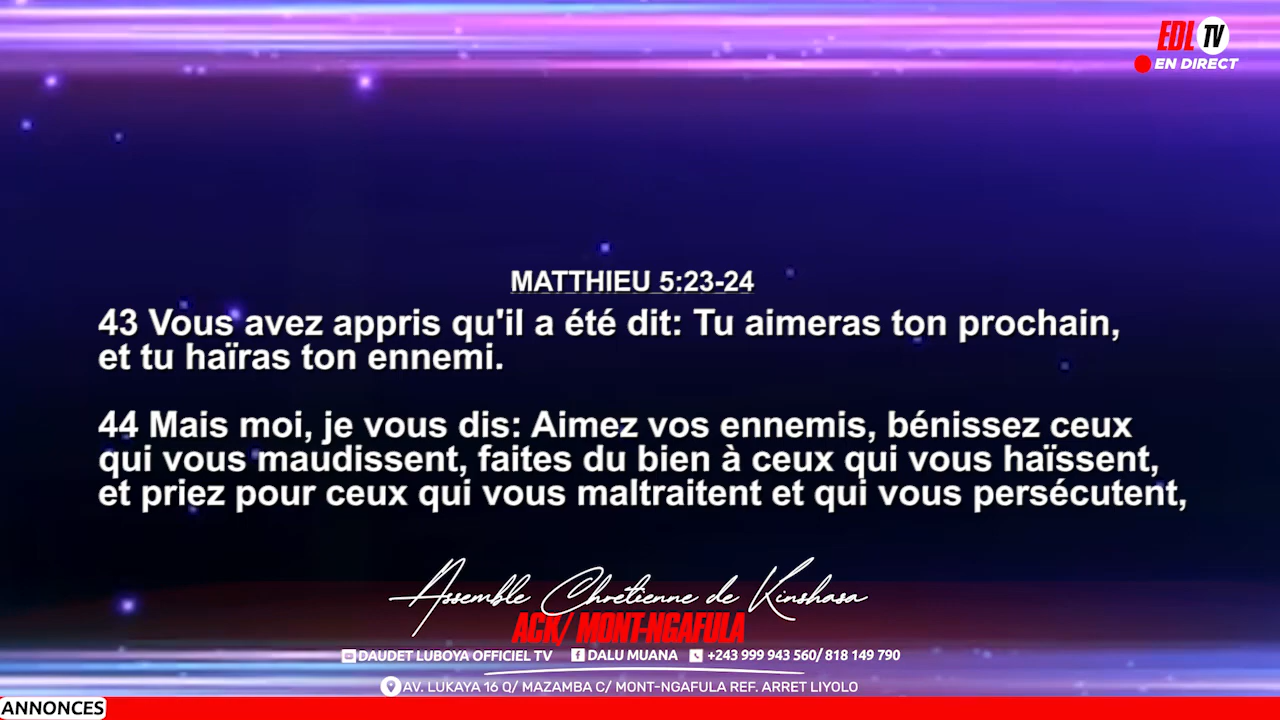 EDL TV
EN DIRECT
MATTHIEU 5:23-24
43 Vous avez appris qu'il a été dit: Tu aimeras ton prochain,
et tu haïras ton ennemi.
44 Mais moi, je vous dis: Aimez vos ennemis, bénissez ceux
qui vous maudissent, faites du bien à ceux qui vous haïssent,
et priez pour ceux qui vous maltraitent et qui vous persécutent,
Assemble Chrétienne de Kinshasa
ACK/ MONT-NGAFULA
DAUDET LUBOYA OFFICIEL TV DALU MUANA +243 999 943 560/ 818 149 790
AV. LUKAYA 16 Q/ MAZAMBA C/ MONT-NGAFULA REF. ARRET LIYOLO
ANNONCES